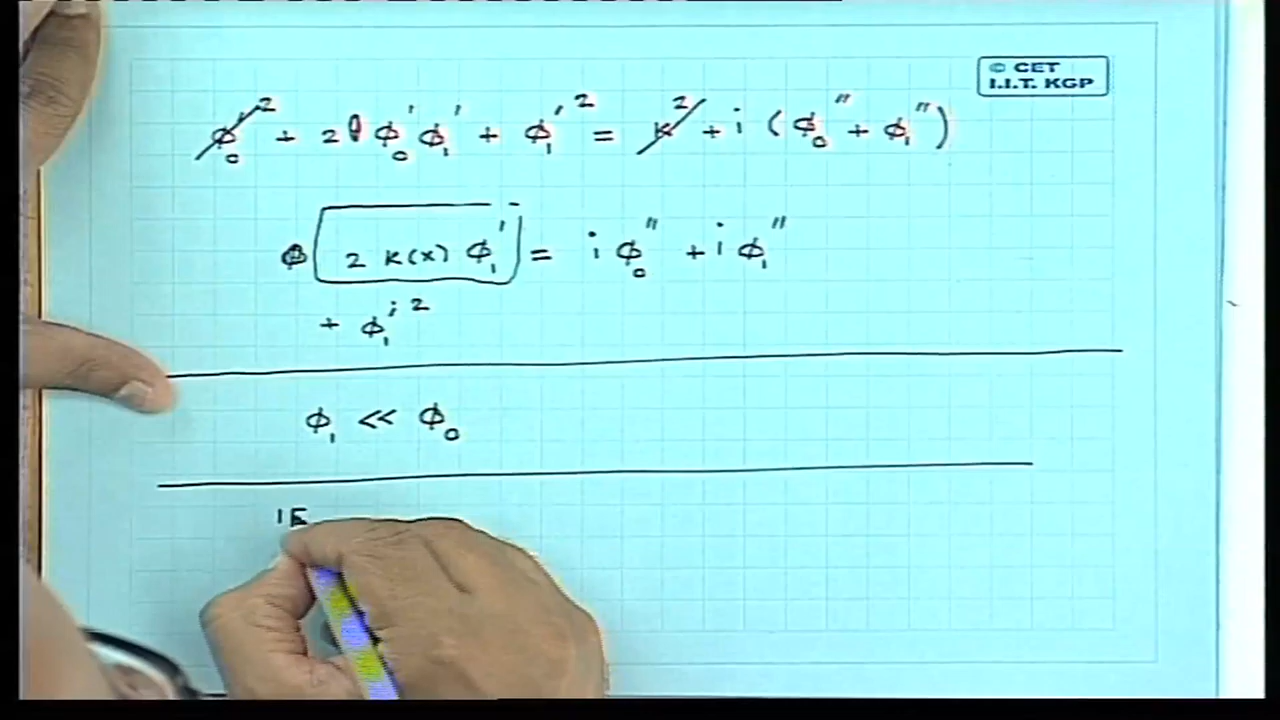 © CET
I.I.T. KGP
ϕ₀'² + 2 ϕ₀' ϕ₁' + ϕ₁'² = k² + i (ϕ₀'' + ϕ₁'')
2 k(x) ϕ₁' = i ϕ₀'' + i ϕ₁''
+ ϕ₁'²
ϕ₁ << ϕ₀
IF